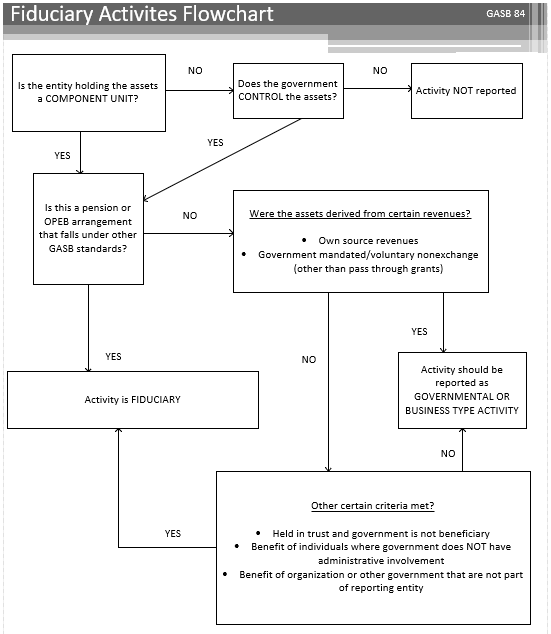 Fiduciary Activites Flowchart
GASB 84
Is the entity holding the assets
a COMPONENT UNIT?
NO
Does the government
CONTROL the assets?
NO
Activity NOT reported
YES
YES
Is this a pension or
OPEB arrangement
that falls under other
GASB standards?
NO
Were the assets derived from certain revenues?
• Own source revenues
• Government mandated/voluntary nonexchange
(other than pass through grants)
YES
NO
YES
Activity is FIDUCIARY
Activity should be
reported as
GOVERNMENTAL OR
BUSINESS TYPE ACTIVITY
NO
Other certain criteria met?
• Held in trust and government is not beneficiary
• Benefit of individuals where government does NOT have
administrative involvement
• Benefit of organization or other government that are not part
of reporting entity
YES